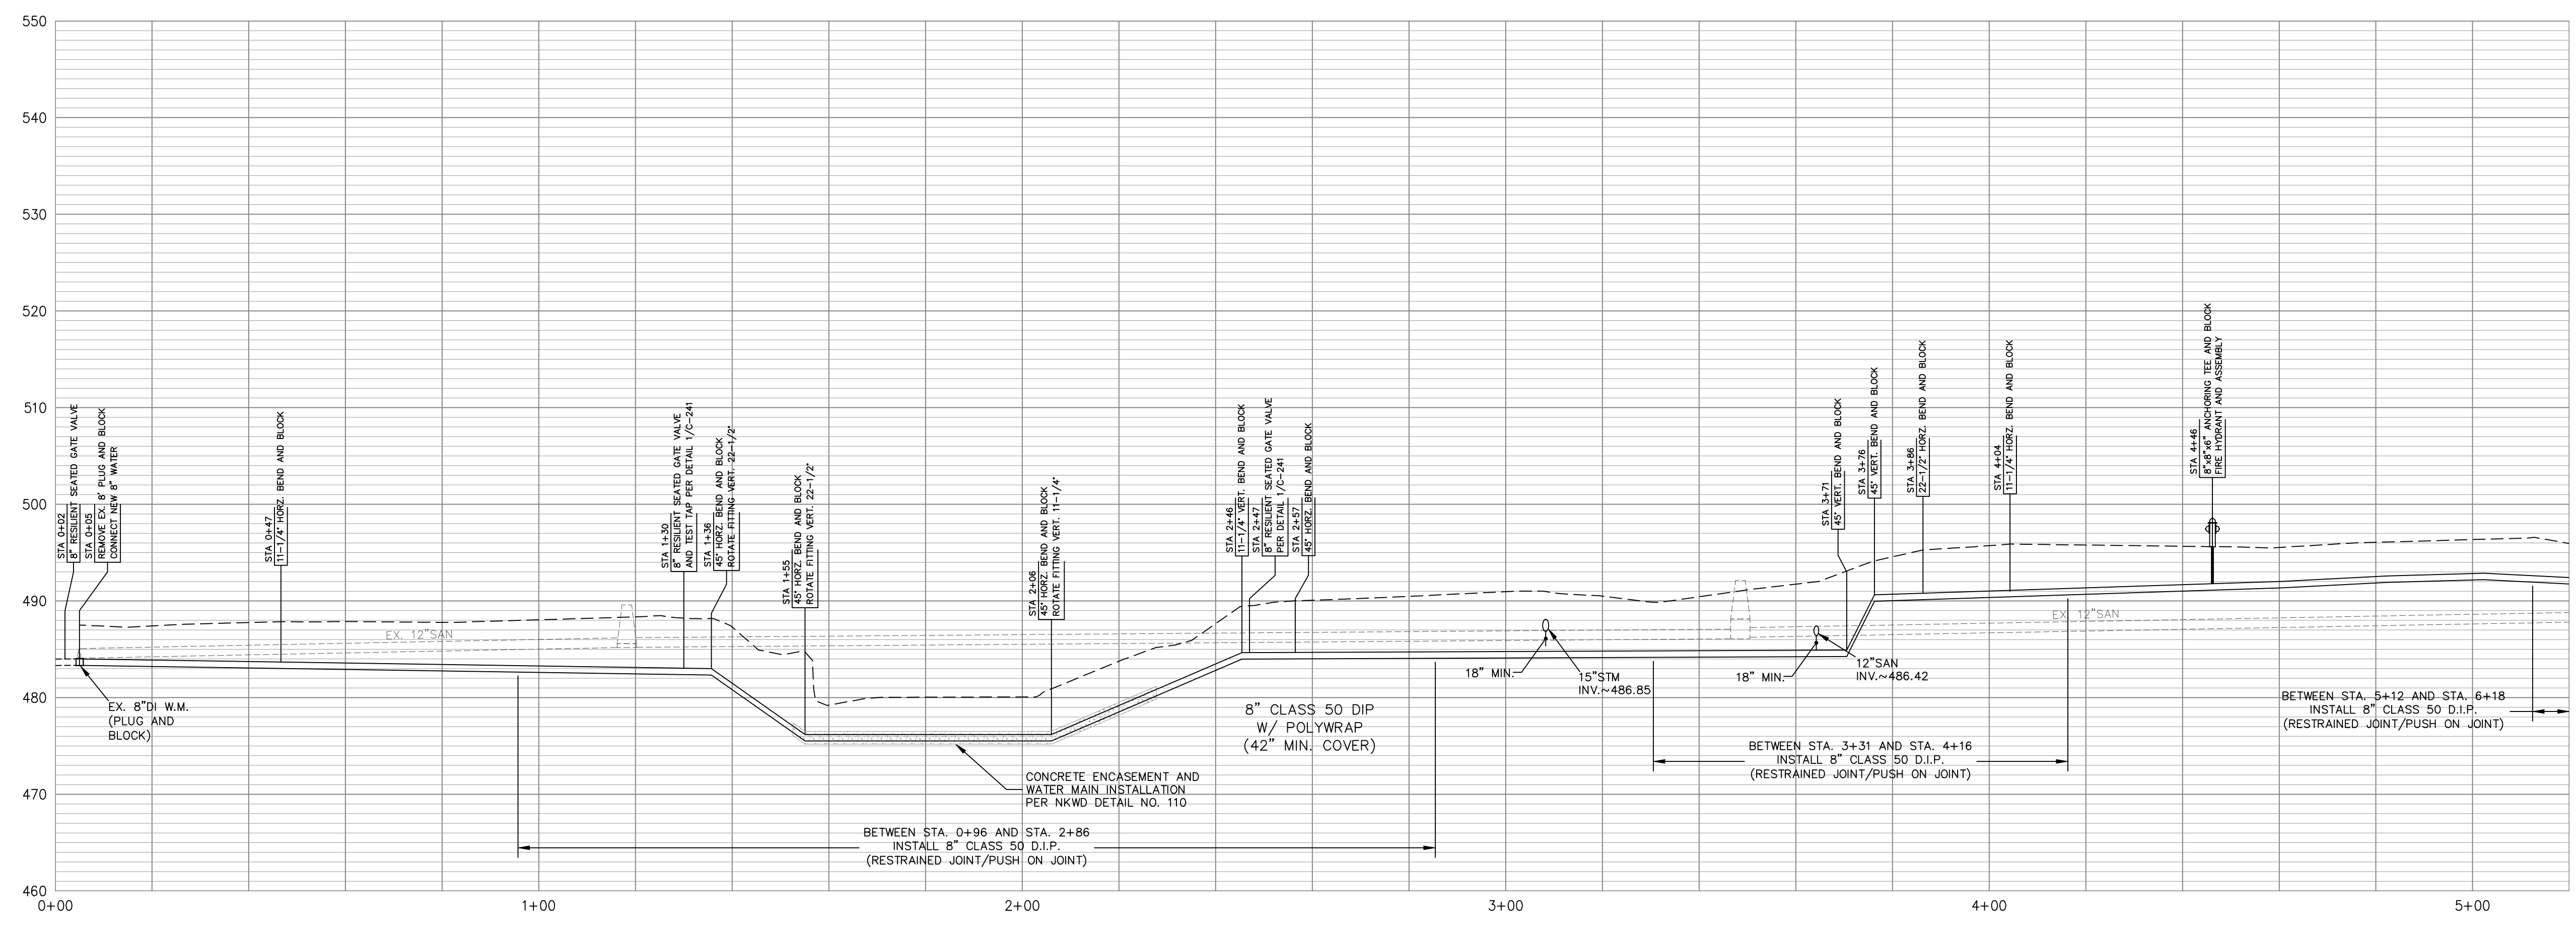 550
540
530
520
510
500
490
480
470
460
0+00
1+00
2+00
3+00
4+00
5+00
STA 0+02
8" RESILIENT SEATED GATE VALVE
STA 0+05
REMOVE EX. 8' PLUG AND BLOCK
CONNECT NEW 8" WATER
STA 0+47
11-1/4° HORZ. BEND AND BLOCK
STA 1+30
8" RESILIENT SEATED GATE VALVE
AND TEST TAP PER DETAIL 1/C-241
STA 1+36
45° HORZ. BEND AND BLOCK
ROTATE FITTING VERT. 22-1/2°
STA 1+55
45° HORZ. BEND AND BLOCK
ROTATE FITTING VERT. 22-1/2°
STA 2+06
45° HORZ. BEND AND BLOCK
ROTATE FITTING VERT. 11-1/4°
STA 2+46
11-1/4° VERT. BEND AND BLOCK
STA 2+47
8" RESILIENT SEATED GATE VALVE
PER DETAIL 1/C-241
STA 2+57
45° HORZ. BEND AND BLOCK
STA 3+71
45° VERT. BEND AND BLOCK
STA 3+76
45° VERT. BEND AND BLOCK
STA 3+86
22-1/2° HORZ. BEND AND BLOCK
STA 4+04
11-1/4° HORZ. BEND AND BLOCK
STA 4+46
8"x8"x6" ANCHORING TEE AND BLOCK
FIRE HYDRANT AND ASSEMBLY
EX. 12"SAN
EX. 12"SAN
EX. 8"DI W.M.
(PLUG AND
BLOCK)
8" CLASS 50 DIP
W/ POLYWRAP
(42" MIN. COVER)
18" MIN.
15"STM
INV.~486.85
18" MIN.
12"SAN
INV.~486.42
CONCRETE ENCASEMENT AND
WATER MAIN INSTALLATION
PER NKWD DETAIL NO. 110
BETWEEN STA. 0+96 AND STA. 2+86
INSTALL 8" CLASS 50 D.I.P.
(RESTRAINED JOINT/PUSH ON JOINT)
BETWEEN STA. 3+31 AND STA. 4+16
INSTALL 8" CLASS 50 D.I.P.
(RESTRAINED JOINT/PUSH ON JOINT)
BETWEEN STA. 5+12 AND STA. 6+18
INSTALL 8" CLASS 50 D.I.P.
(RESTRAINED JOINT/PUSH ON JOINT)